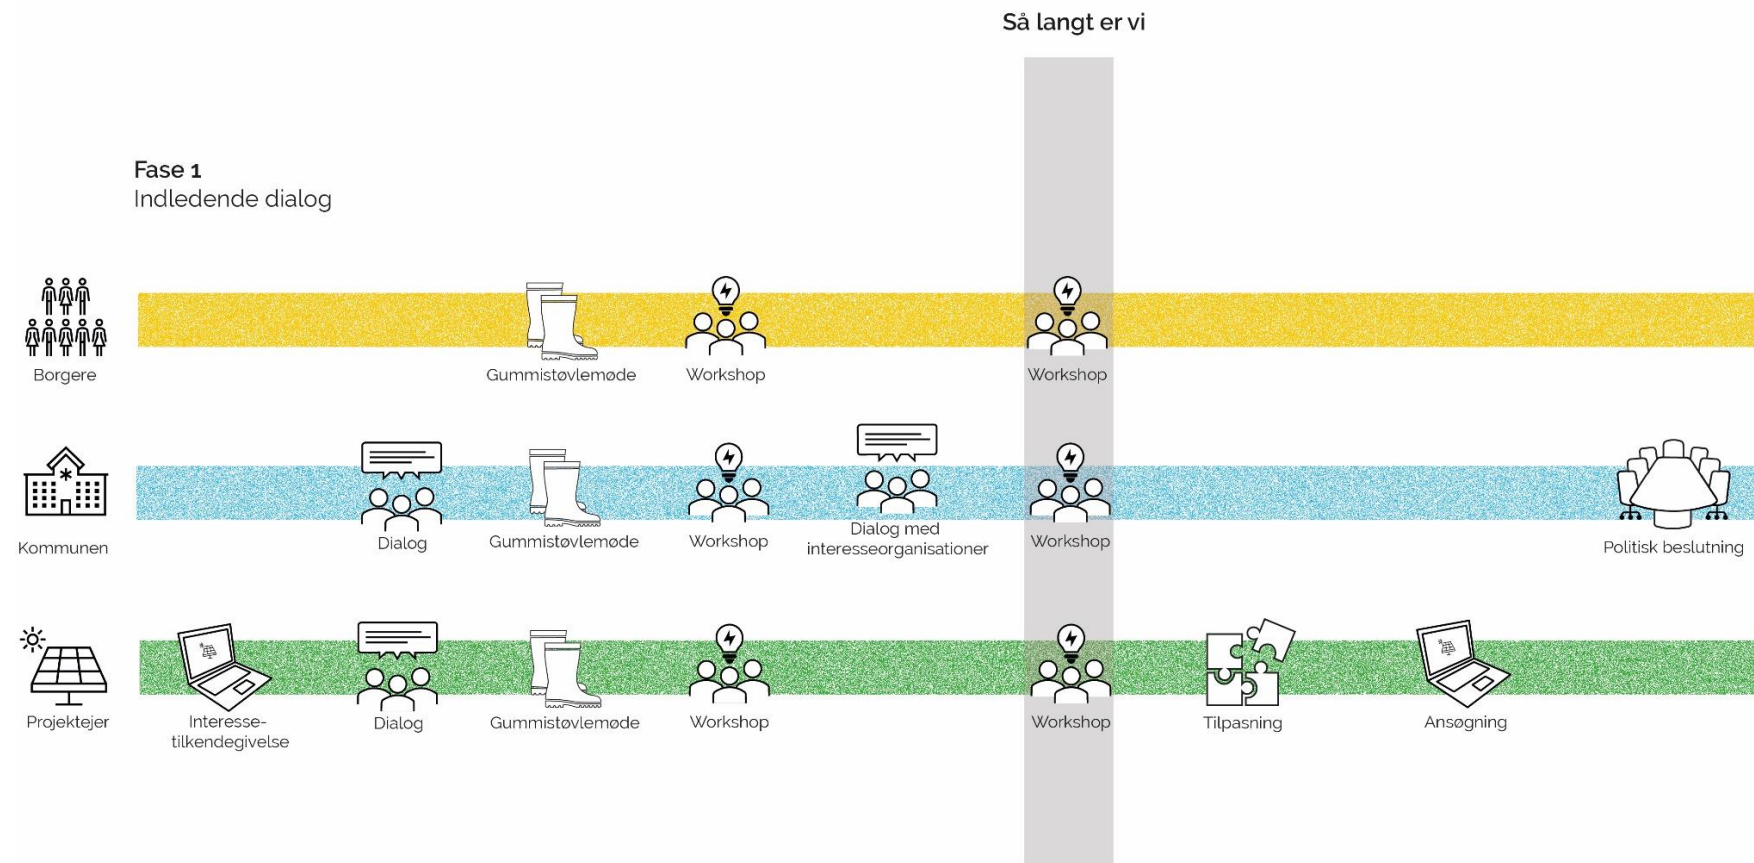 Så langt er vi
Fase 1
Indledende dialog
Borgere
Gummistøvlemøde
Workshop
Workshop
Kommunen
Dialog
Gummistøvlemøde
Workshop
Dialog med
interesseorganisationer
Workshop
Politisk beslutning
Projektejer
Interesse-
tilkendegivelse
Dialog
Gummistøvlemøde
Workshop
Workshop
Tilpasning
Ansøgning